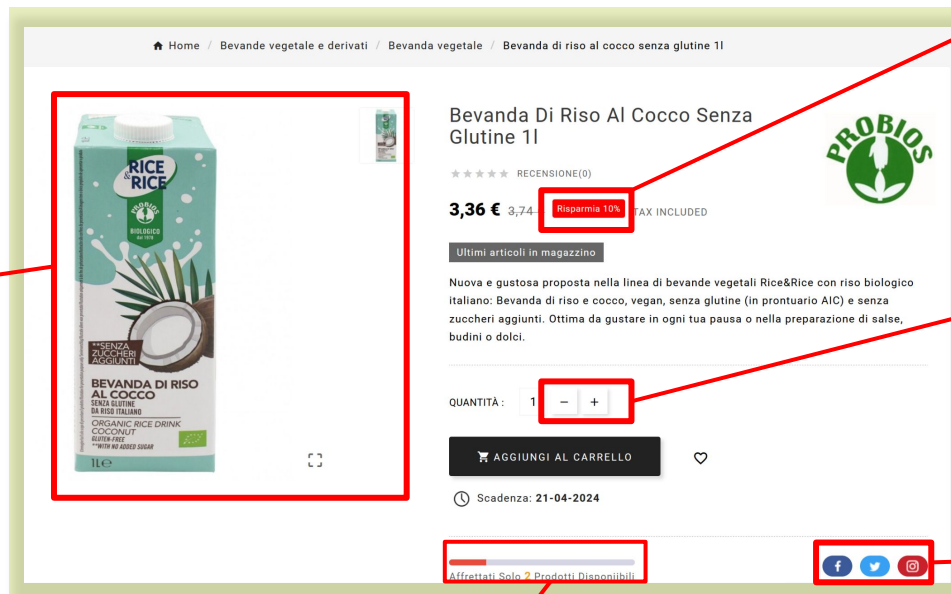 Home / Bevande vegetale e derivati / Bevanda vegetale / Bevanda di riso al cocco senza glutine 1l
Bevanda Di Riso Al Cocco Senza
Glutine 1l
RECENSIONE(0)
3,36 € 3,74 Risparmia 10% TAX INCLUDED
Ultimi articoli in magazzino
Nuova e gustosa proposta nella linea di bevande vegetali Rice&Rice con riso biologico
italiano: Bevanda di riso e cocco, vegan, senza glutine (in prontuario AIC) e senza
zuccheri aggiunti. Ottima da gustare in ogni tua pausa o nella preparazione di salse,
budini o dolci.
QUANTITÀ : 1 − +
AGGIUNGI AL CARRELLO
Scadenza: 21-04-2024
Affrettati Solo 2 Prodotti Disponiibili
PROBIOS
RICE
&RICE
PROBIOS
BIOLOGICO
dal 1978
**SENZA
ZUCCHERI
AGGIUNTI
BEVANDA DI RISO
AL COCCO
SENZA GLUTINE
DA RISO ITALIANO
ORGANIC RICE DRINK
COCONUT
GLUTEN-FREE
**WITH NO ADDED SUGAR
1L℮